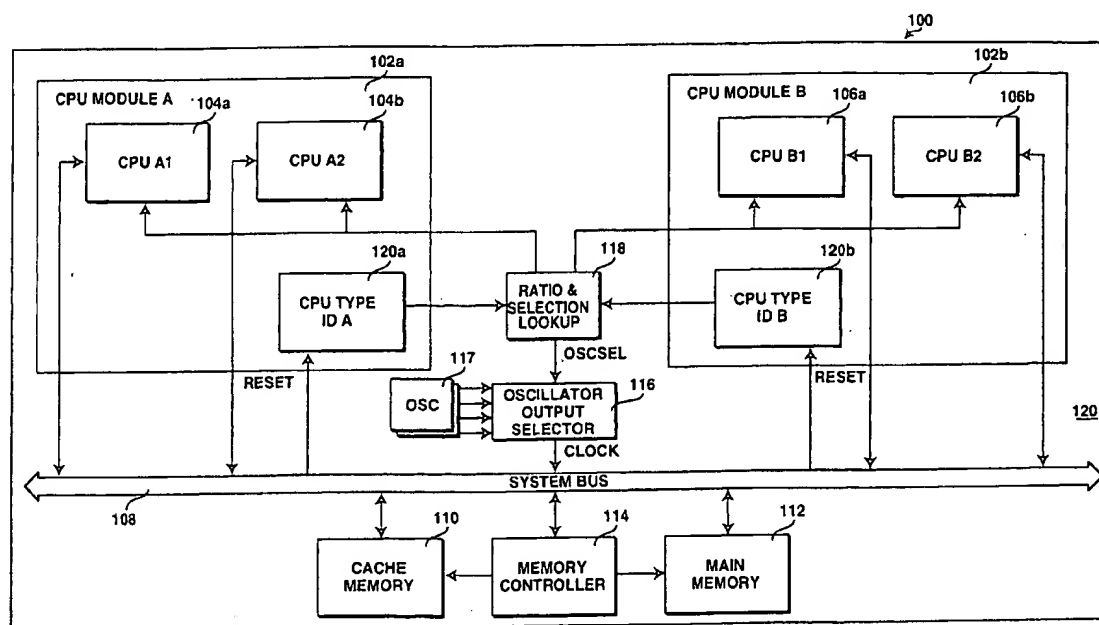 100
102a
102b
CPU MODULE A
104a
104b
CPU MODULE B
106a
106b
CPU A1
CPU A2
CPU B1
CPU B2
120a
118
120b
CPU TYPE
ID A
RATIO &
SELECTION
LOOKUP
CPU TYPE
ID B
OSCSEL
RESET
117
116
RESET
OSC
OSCILLATOR
OUTPUT
SELECTOR
120
CLOCK
SYSTEM BUS
108
110
114
112
CACHE
MEMORY
MEMORY
CONTROLLER
MAIN
MEMORY